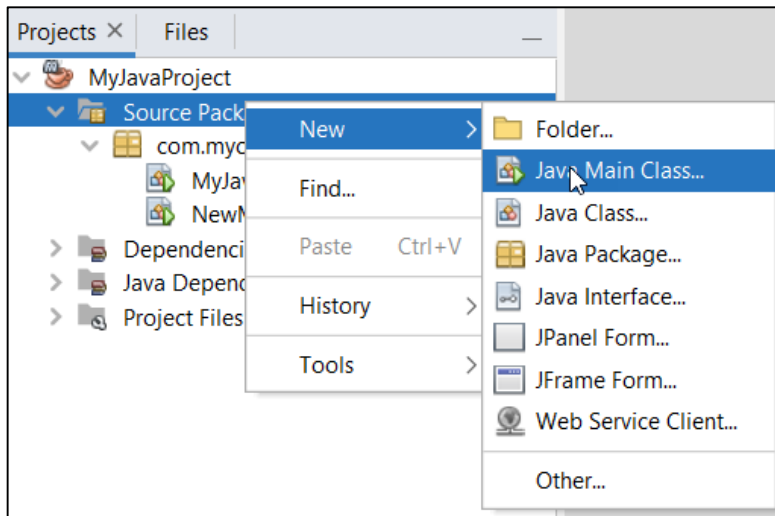 Projects Files
MyJavaProject
Source Pack
com.myc
MyJav
NewM
Dependenci
Java Depend
Project Files
New
Find...
Paste Ctrl+V
History
Tools
Folder...
Java Main Class...
Java Class...
Java Package...
Java Interface...
JPanel Form...
JFrame Form...
Web Service Client...
Other...